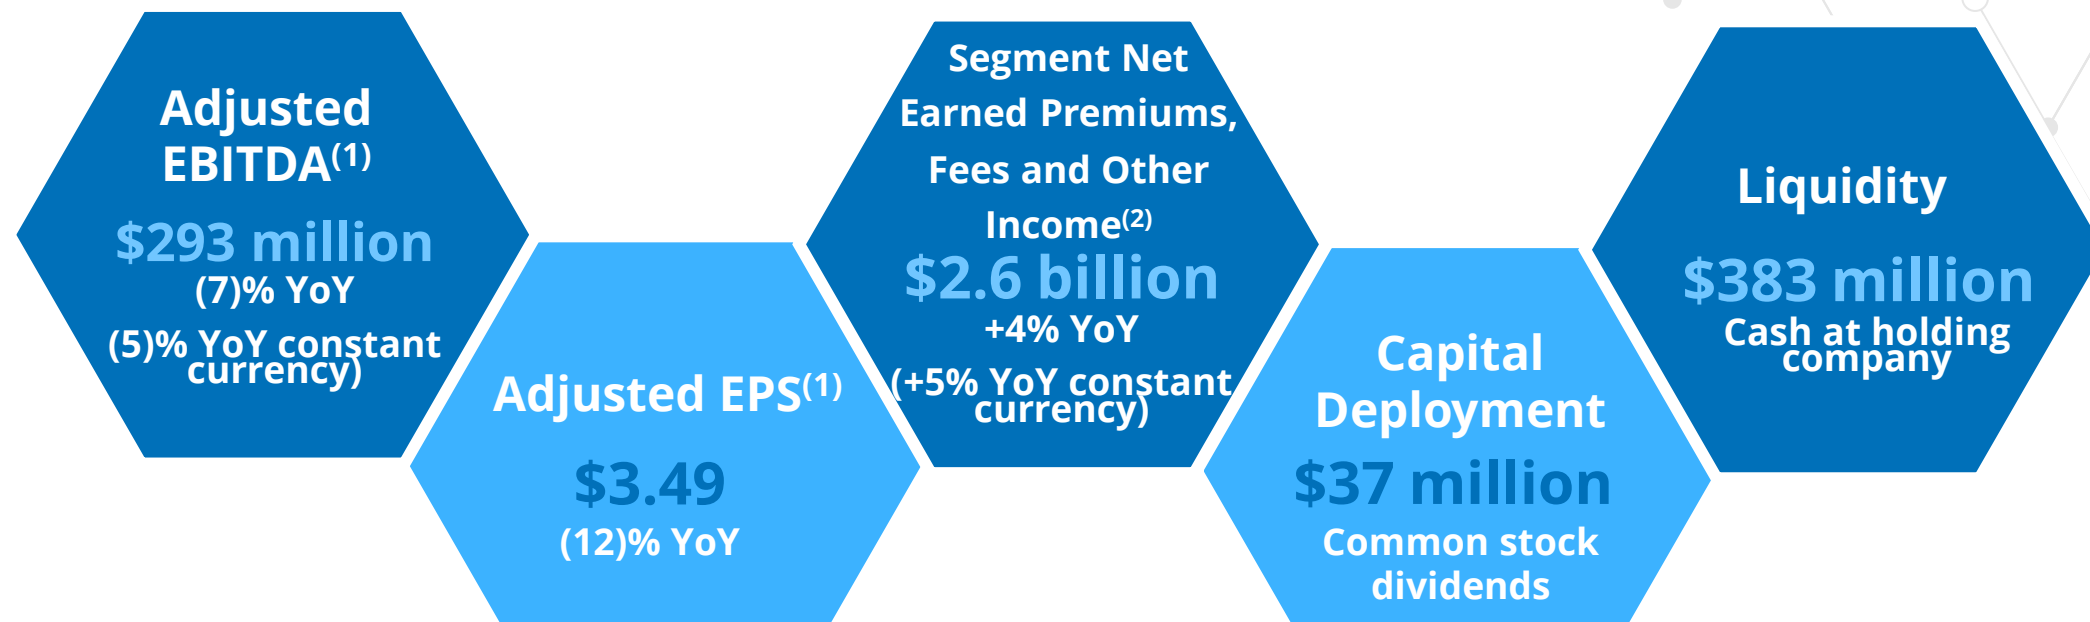 Adjusted
EBITDA(1)
$293 million
(7)% YoY
(5)% YoY constant
currency)
Adjusted EPS(1)
$3.49
(12)% YoY
Segment Net
Earned Premiums,
Fees and Other
Income(2)
$2.6 billion
+4% YoY
(+5% YoY constant
currency)
Capital
Deployment
$37 million
Common stock
dividends
Liquidity
$383 million
Cash at holding
company